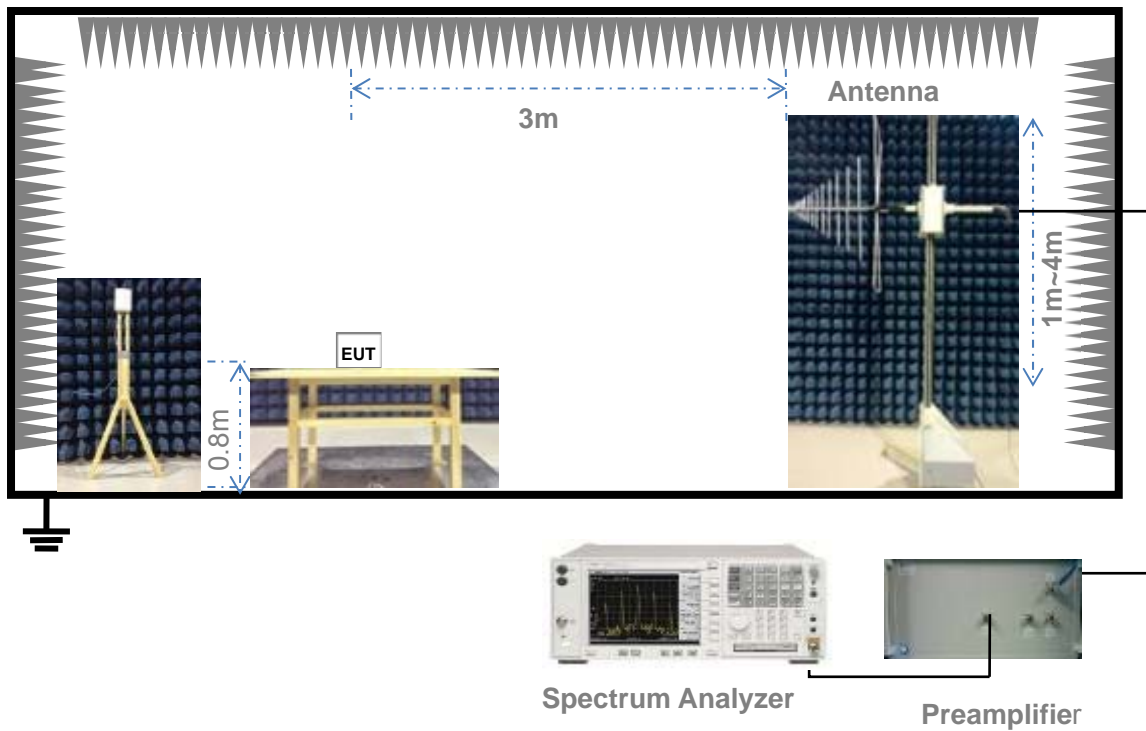 Antenna
3m
1m~4m
EUT
0.8m
Spectrum Analyzer
Preamplifier